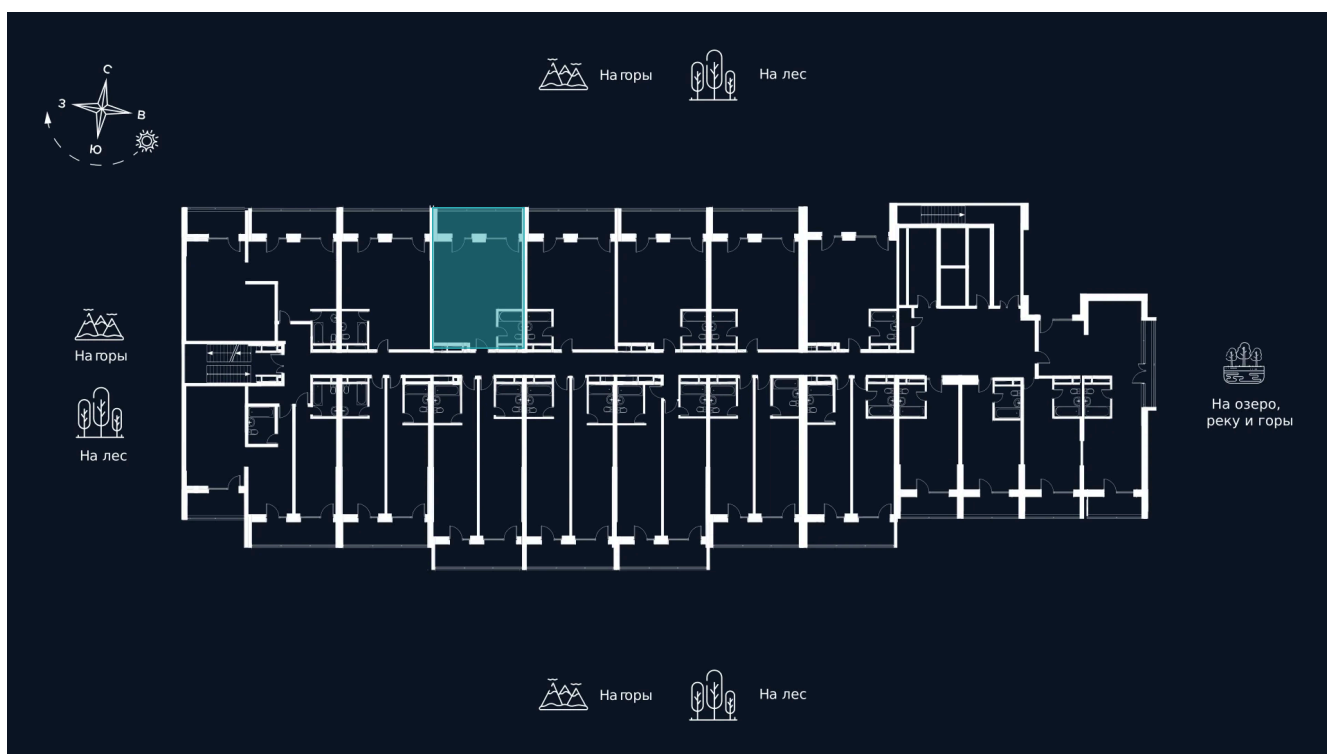 На горы
На лес
С
З
В
Ю
На горы
На лес
На озеро,
реку и горы
На горы
На лес